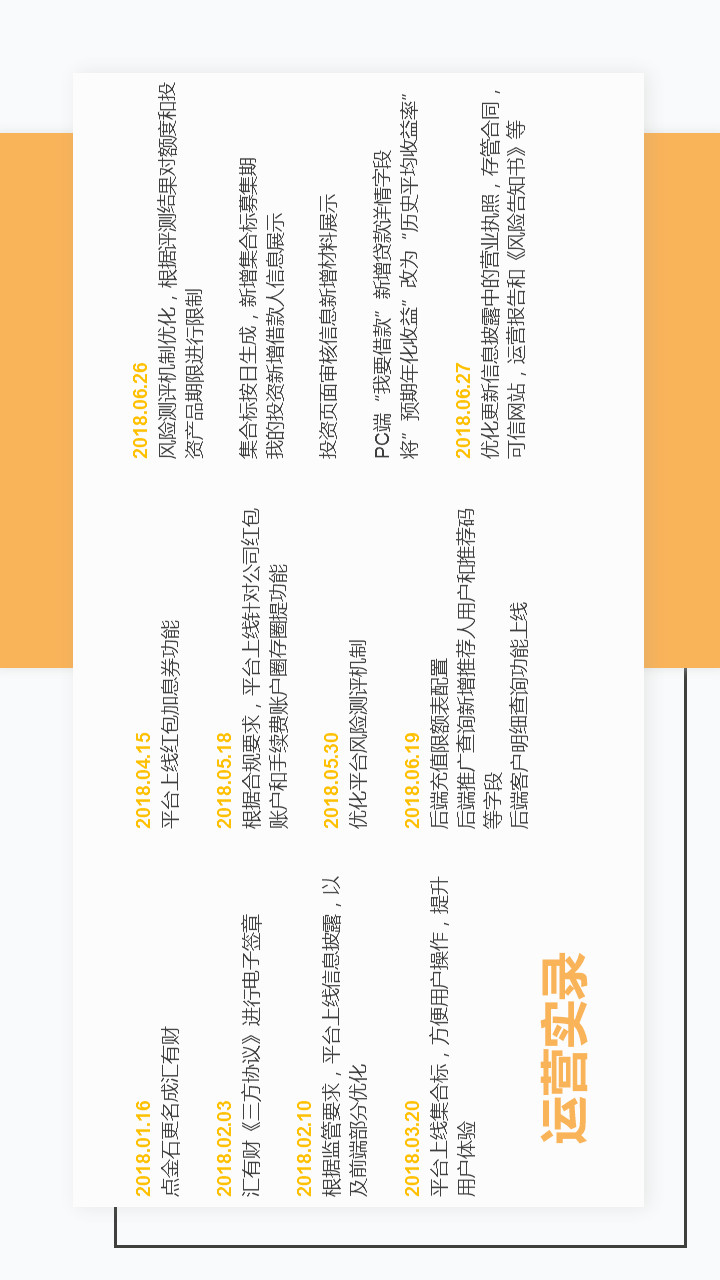 2018.01.16
点金石更名成汇有财
2018.02.03
汇有财《三方协议》进行电子签章
2018.02.10
根据监管要求，平台上线信息披露，以
及前端部分优化
2018.03.20
平台上线集合标，方便用户操作，提升
用户体验
2018.04.15
平台上线红包加息券功能
2018.05.18
根据合规要求，平台上线针对公司红包
账户和手续费账户圈存圈提功能
2018.05.30
优化平台风险测评机制
2018.06.19
后端充值限额表配置
后端推广查询新增推荐人用户和推荐码
等字段
后端客户明细查询功能上线
2018.06.26
风险测评机制优化，根据评测结果对额度和投
资产品期限进行限制
集合标按日生成，新增集合标募集期
我的投资新增借款人信息展示
投资页面审核信息新增材料展示
PC端“我要借款”新增贷款详情字段
将“预期年化收益”改为“历史平均收益率”
2018.06.27
优化更新信息披露中的营业执照，存管合同，
可信网站，运营报告和《风险告知书》等
运营实录